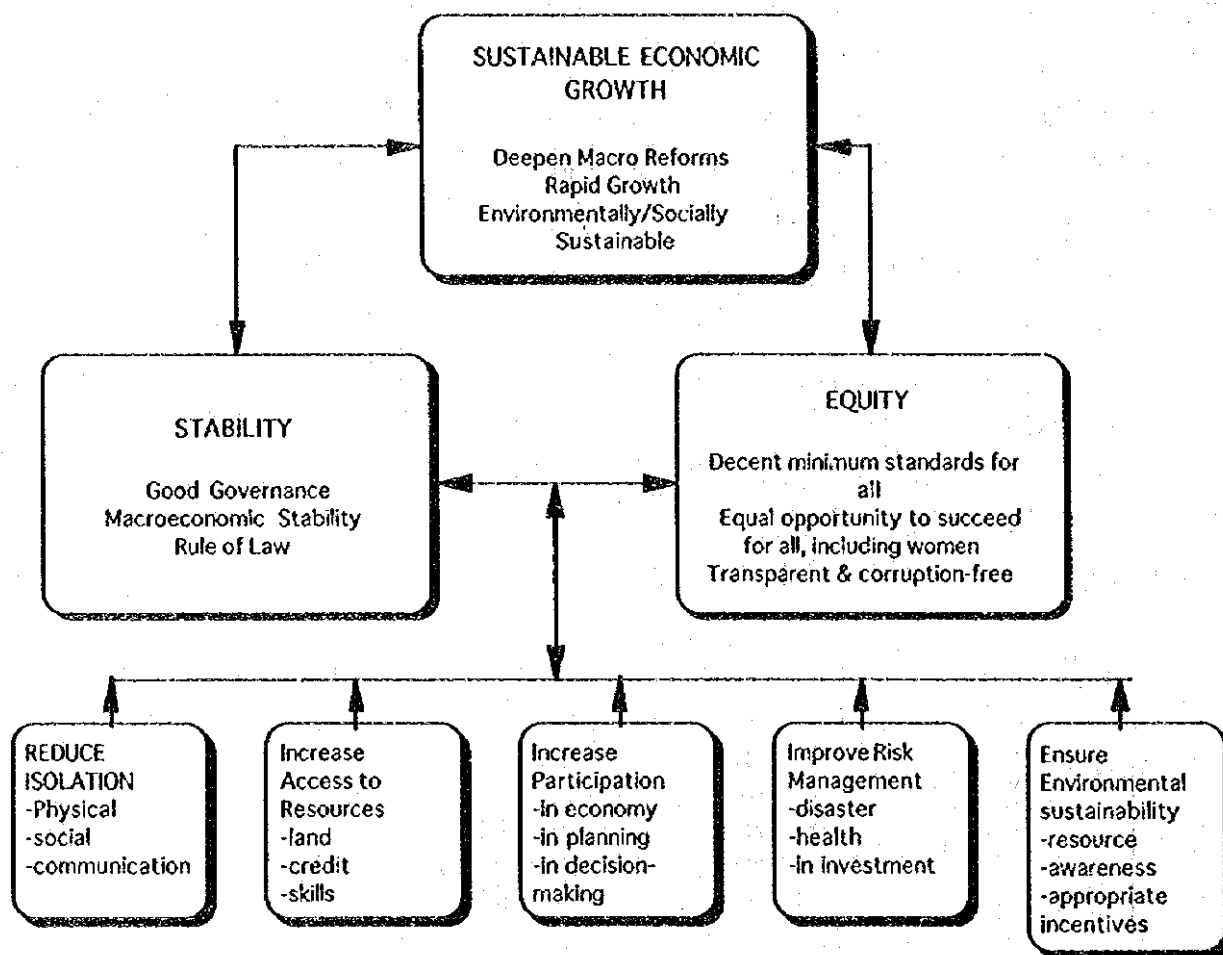 SUSTAINABLE ECONOMIC
GROWTH
Deepen Macro Reforms
Rapid Growth
Environmentally/Socially
Sustainable
STABILITY
Good Governance
Macroeconomic Stability
Rule of Law
EQUITY
Decent minimum standards for
all
Equal opportunity to succeed
for all, including women
Transparent & corruption-free
REDUCE
ISOLATION
-Physical
-social
-communication
Increase
Access to
Resources
-land
-credit
-skills
Increase
Participation
-in economy
-in planning
-in decision-
making
Improve Risk
Management
-disaster
-health
-in investment
Ensure
Environmental
sustainability
-resource
-awareness
-appropriate
incentives